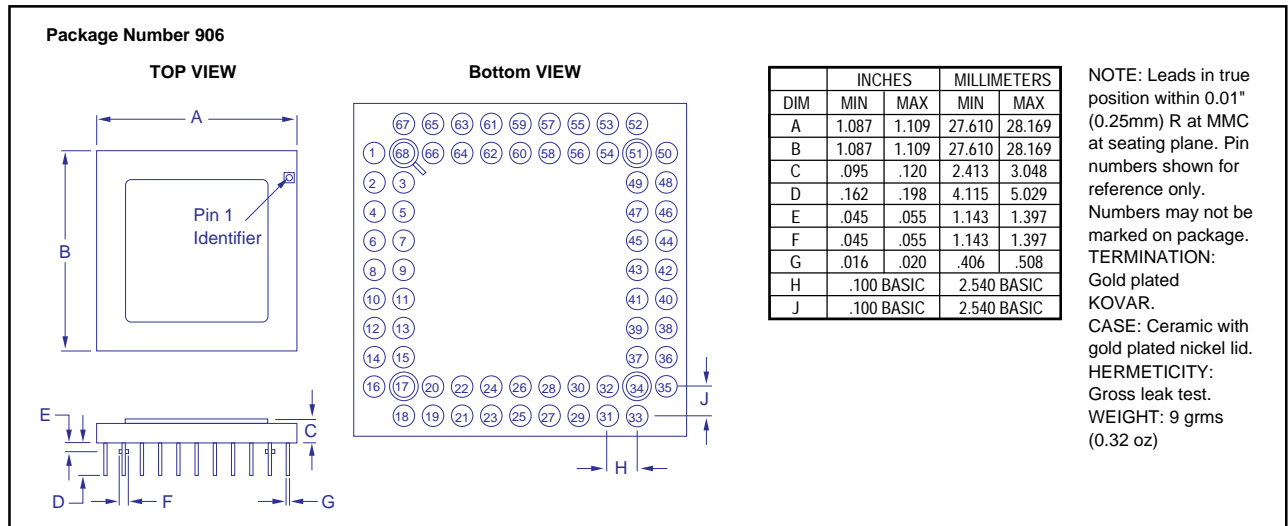 Package Number 906
TOP VIEW
A
B
Pin 1
Identifier
E
C
D
F
G
Bottom VIEW
67 65 63 61 59 57 55 53 52
1 68 66 64 62 60 58 56 54 51 50
2 3 49 48
4 5 47 46
6 7 45 44
8 9 43 42
10 11 41 40
12 13 39 38
14 15 37 36
16 17 20 22 24 26 28 30 32 34 35
18 19 21 23 25 27 29 31 33
J
H
INCHES MILLIMETERS
DIM MIN MAX MIN MAX
A 1.087 1.109 27.610 28.169
B 1.087 1.109 27.610 28.169
C .095 .120 2.413 3.048
D .162 .198 4.115 5.029
E .045 .055 1.143 1.397
F .045 .055 1.143 1.397
G .016 .020 .406 .508
H .100 BASIC 2.540 BASIC
J .100 BASIC 2.540 BASIC
NOTE: Leads in true
position within 0.01"
(0.25mm) R at MMC
at seating plane. Pin
numbers shown for
reference only.
Numbers may not be
marked on package.
TERMINATION:
Gold plated
KOVAR.
CASE: Ceramic with
gold plated nickel lid.
HERMETICITY:
Gross leak test.
WEIGHT: 9 grms
(0.32 oz)